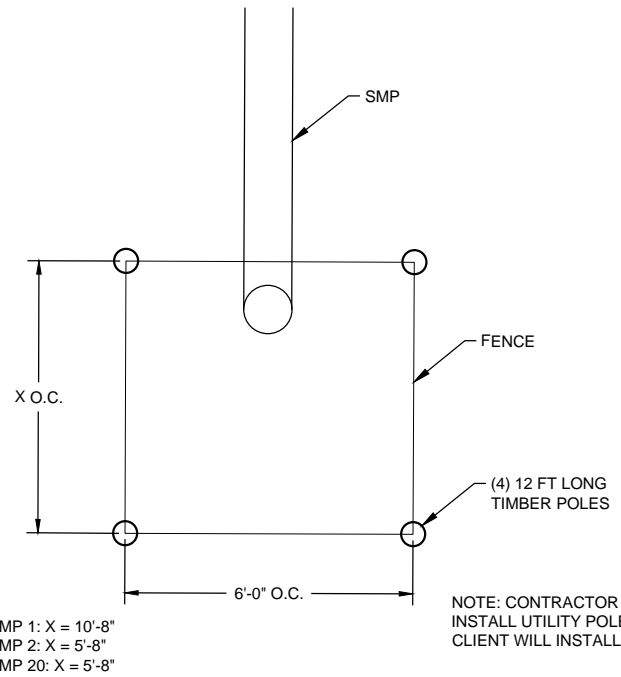 SMP
FENCE
X O.C.
(4) 12 FT LONG
TIMBER POLES
6'-0" O.C.
MP 1: X = 10'-8"
MP 2: X = 5'-8"
MP 20: X = 5'-8"
NOTE: CONTRACTOR
INSTALL UTILITY POLE
CLIENT WILL INSTALL